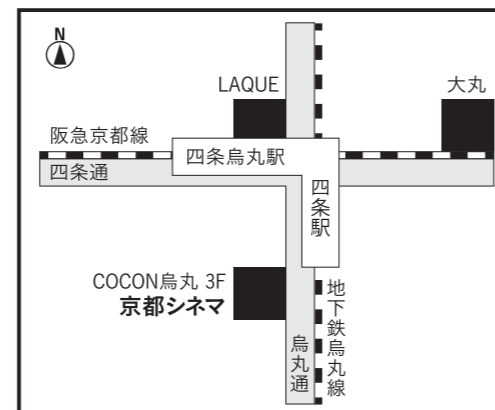 N
LAQUE
大丸
阪急京都線
四条烏丸駅
四条通
四条駅
COCON烏丸 3F
京都シネマ
地下鉄烏丸線
烏丸通